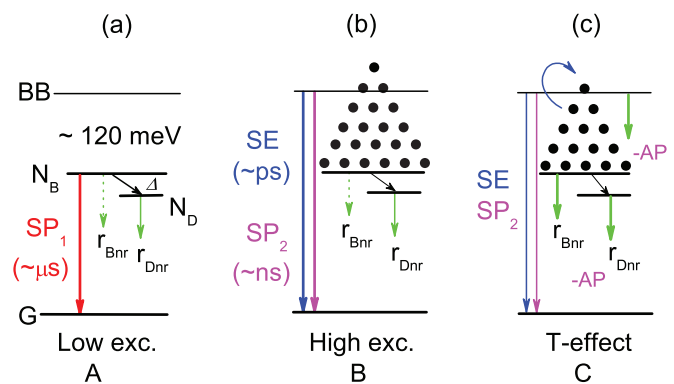 (a)
BB
~ 120 meV
N_B
Δ
N_D
SP_1
(~μs)
r_Bnr
r_Dnr
G
Low exc.
A
(b)
SE
(~ps)
SP_2
(~ns)
r_Bnr
r_Dnr
High exc.
B
(c)
-AP
SE
SP_2
r_Bnr
r_Dnr
-AP
T-effect
C